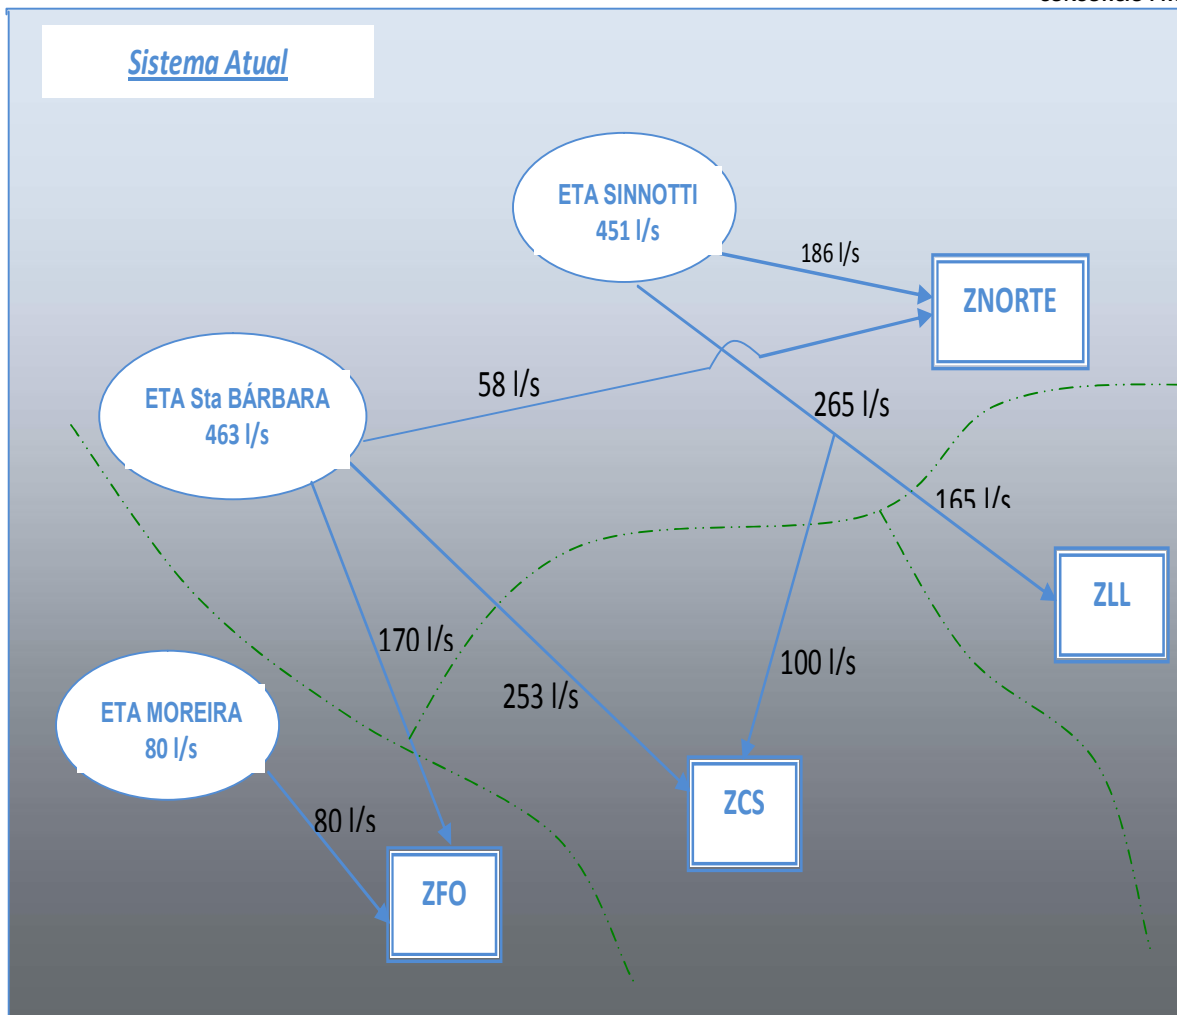 Sistema Atual
ETA SINNOTTI
451 l/s
186 l/s
ZNORTE
ETA Sta BÁRBARA
463 l/s
58 l/s
265 l/s
165 l/s
ZLL
170 l/s
100 l/s
253 l/s
ETA MOREIRA
80 l/s
80 l/s
ZCS
ZFO